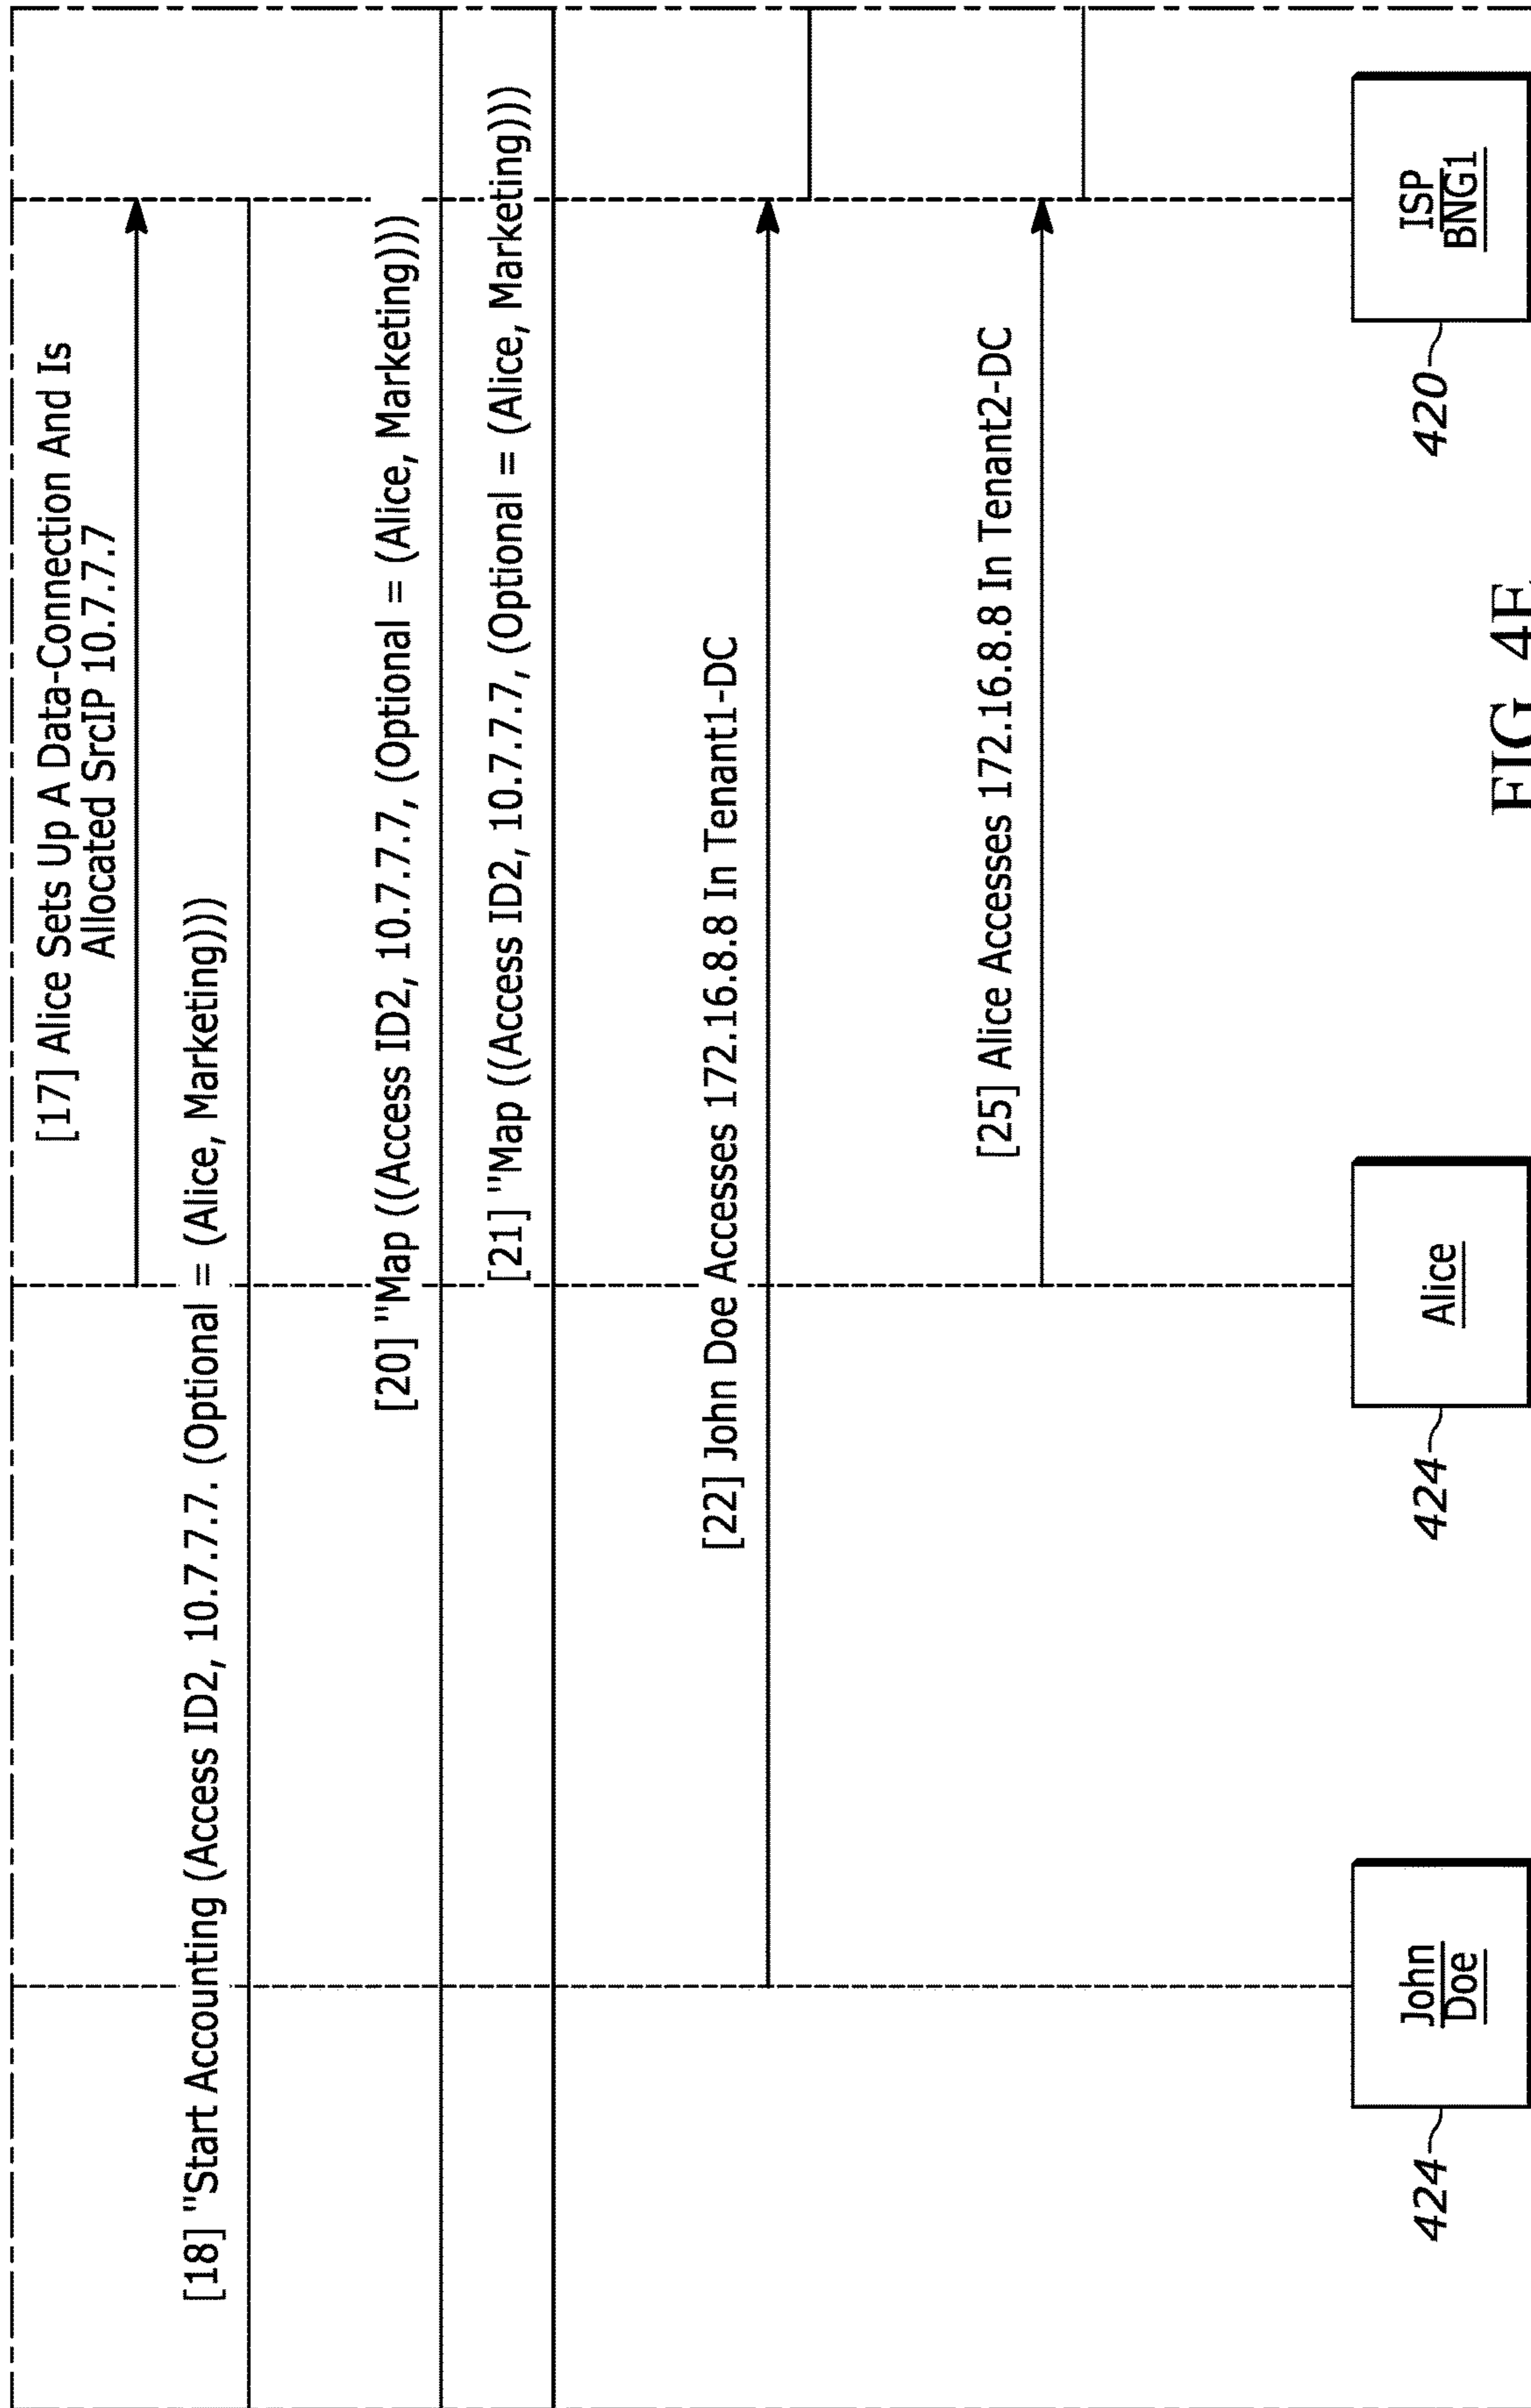 [17] Alice Sets Up A Data-Connection And Is
Allocated SrcIP 10.7.7.7
[18] "Start Accounting (Access ID2, 10.7.7.7. (Optional = (Alice, Marketing)))
[20] "Map ((Access ID2, 10.7.7.7, (Optional = (Alice, Marketing)))
[21] "Map ((Access ID2, 10.7.7.7, (Optional = (Alice, Marketing)))
[22] John Doe Accesses 172.16.8.8 In Tenant1-DC
[25] Alice Accesses 172.16.8.8 In Tenant2-DC
John
Doe
424
Alice
424
ISP
BNG1
420
FIG. 4E